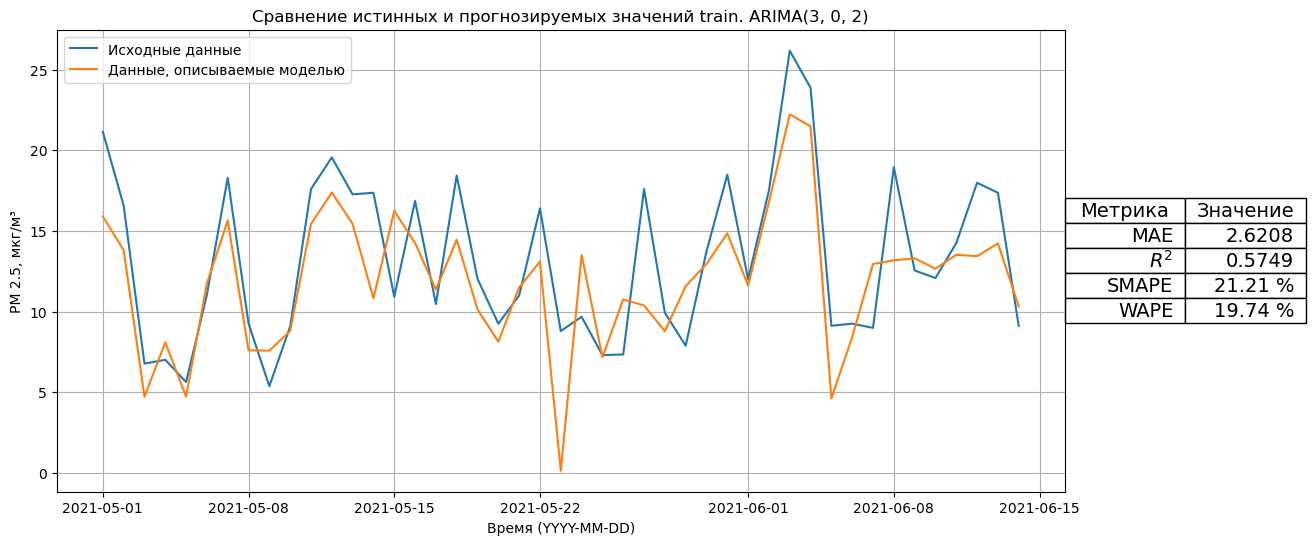 Сравнение истинных и прогнозируемых значений train. ARIMA(3, 0, 2)
Исходные данные
Данные, описываемые моделью
PM 2.5, мкг/м³
25
20
15
10
5
0
2021-05-01 2021-05-08 2021-05-15 2021-05-22 2021-06-01 2021-06-08 2021-06-15
Время (YYYY-MM-DD)
Метрика Значение
MAE 2.6208
R² 0.5749
SMAPE 21.21 %
WAPE 19.74 %